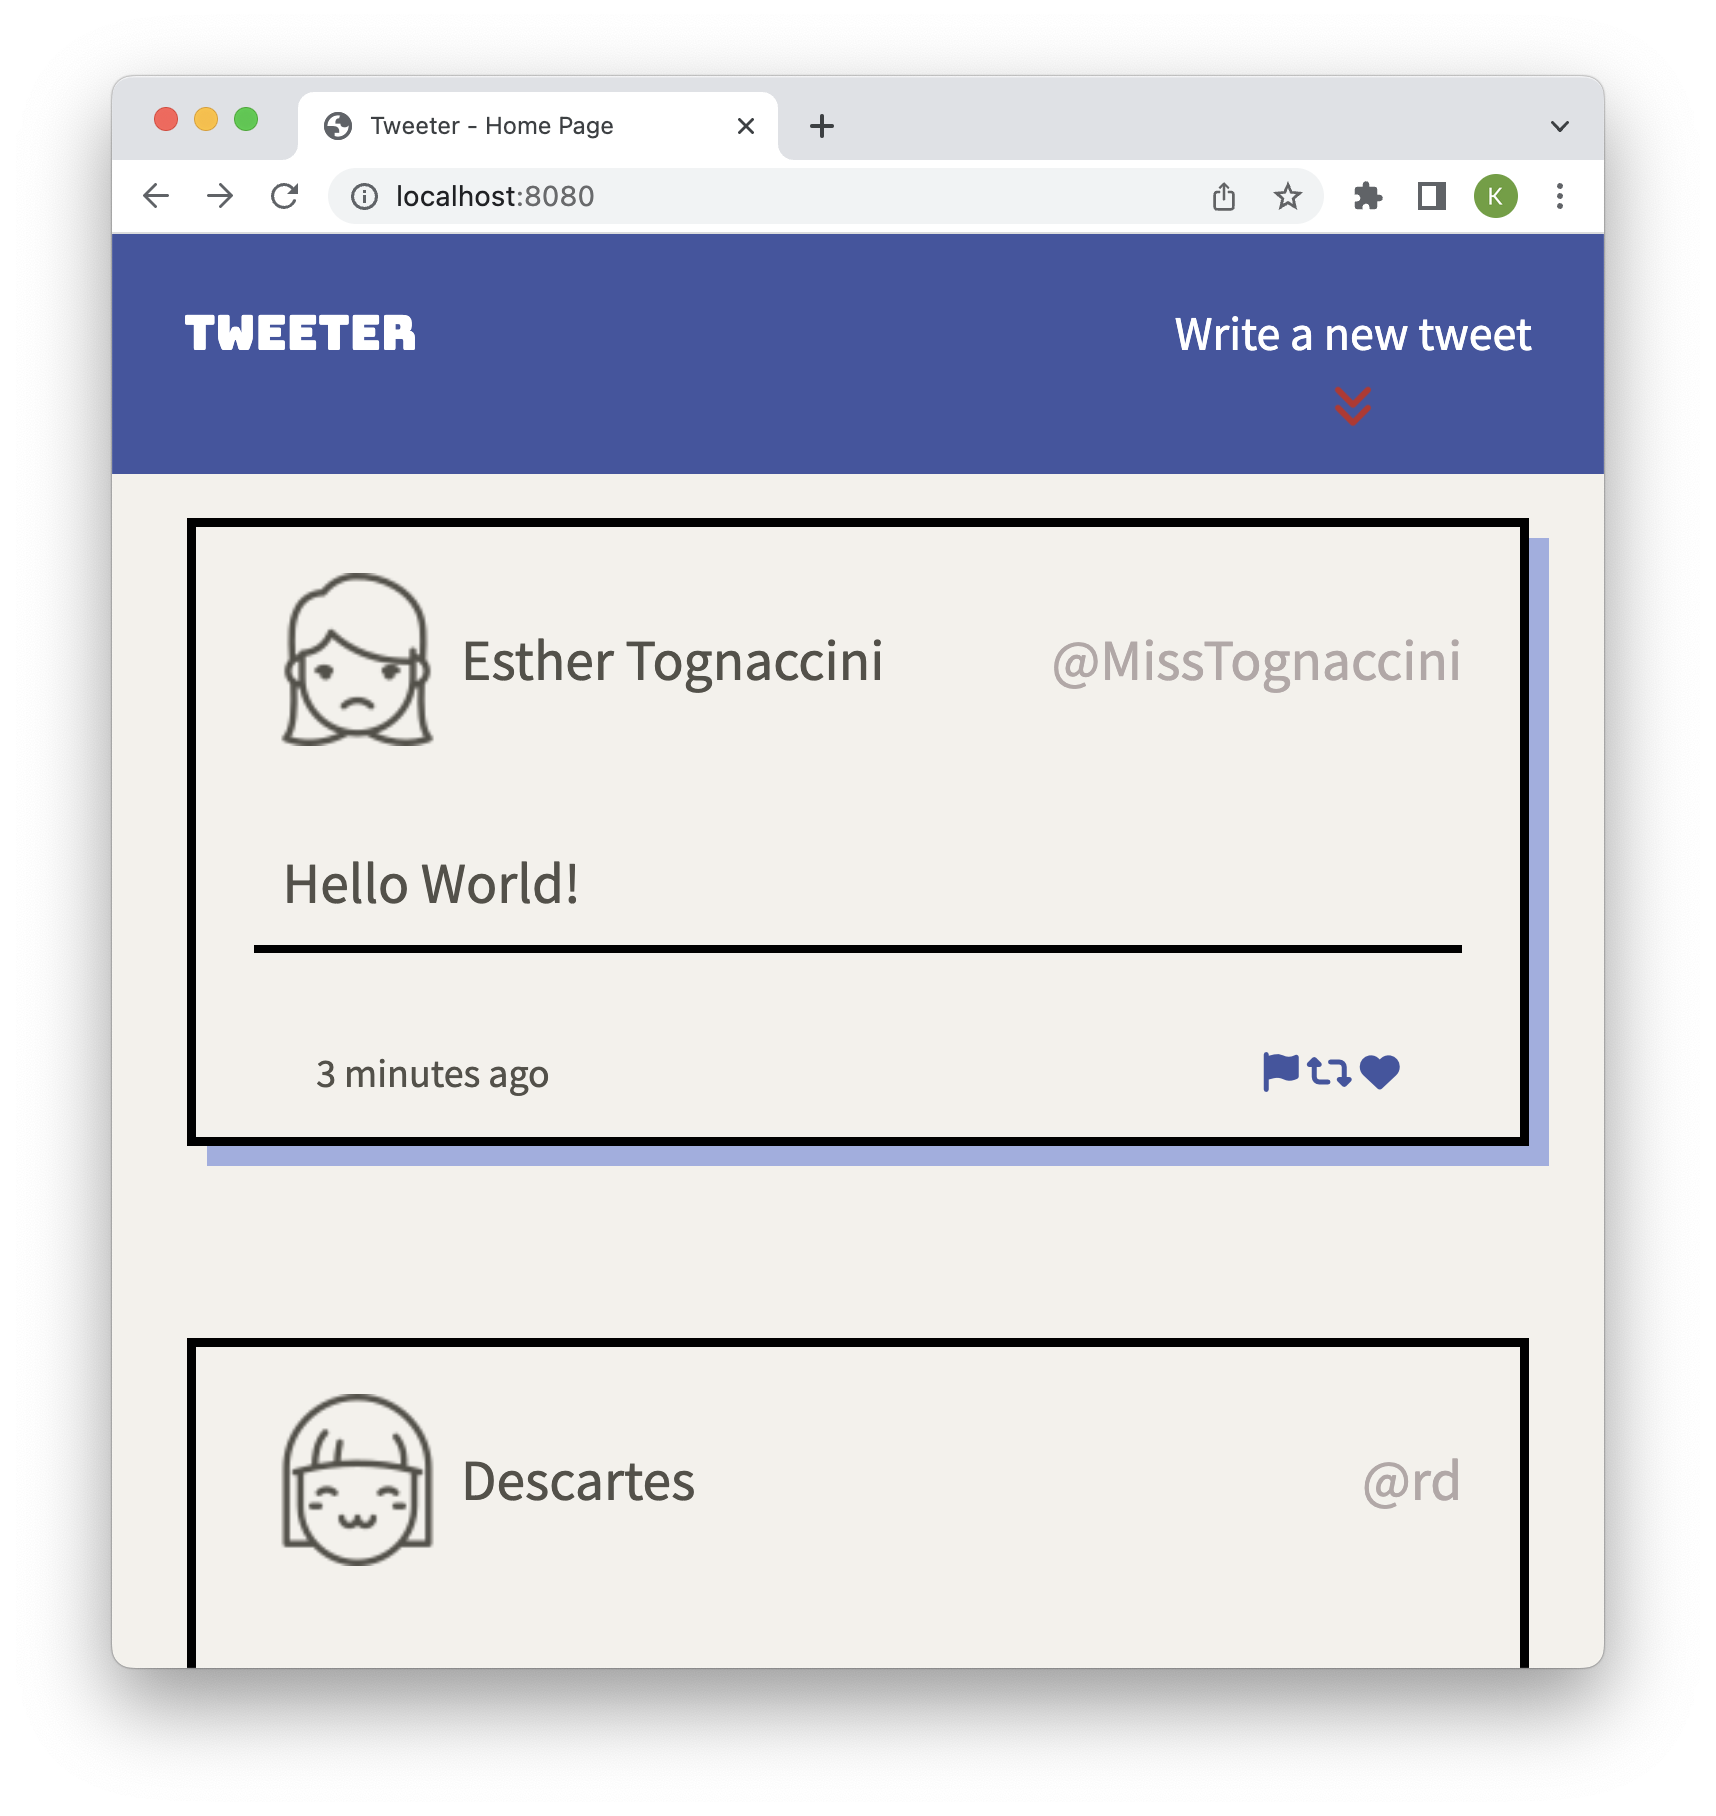 Tweeter - Home Page
localhost:8080
K
TWEETER
Write a new tweet
Esther Tognaccini @MissTognaccini
Hello World!
3 minutes ago
Descartes @rd